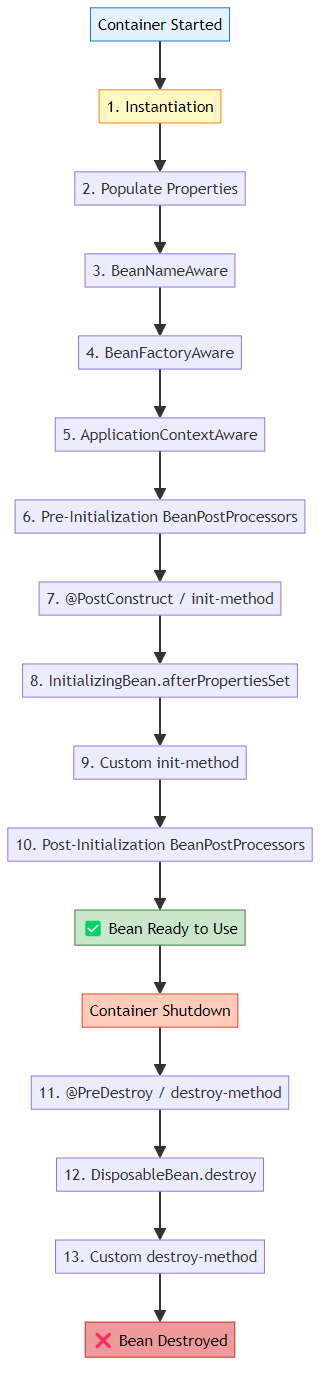 Container Started
1. Instantiation
2. Populate Properties
3. BeanNameAware
4. BeanFactoryAware
5. ApplicationContextAware
6. Pre-Initialization BeanPostProcessors
7. @PostConstruct / init-method
8. InitializingBean.afterPropertiesSet
9. Custom init-method
10. Post-Initialization BeanPostProcessors
✅ Bean Ready to Use
Container Shutdown
11. @PreDestroy / destroy-method
12. DisposableBean.destroy
13. Custom destroy-method
❌ Bean Destroyed